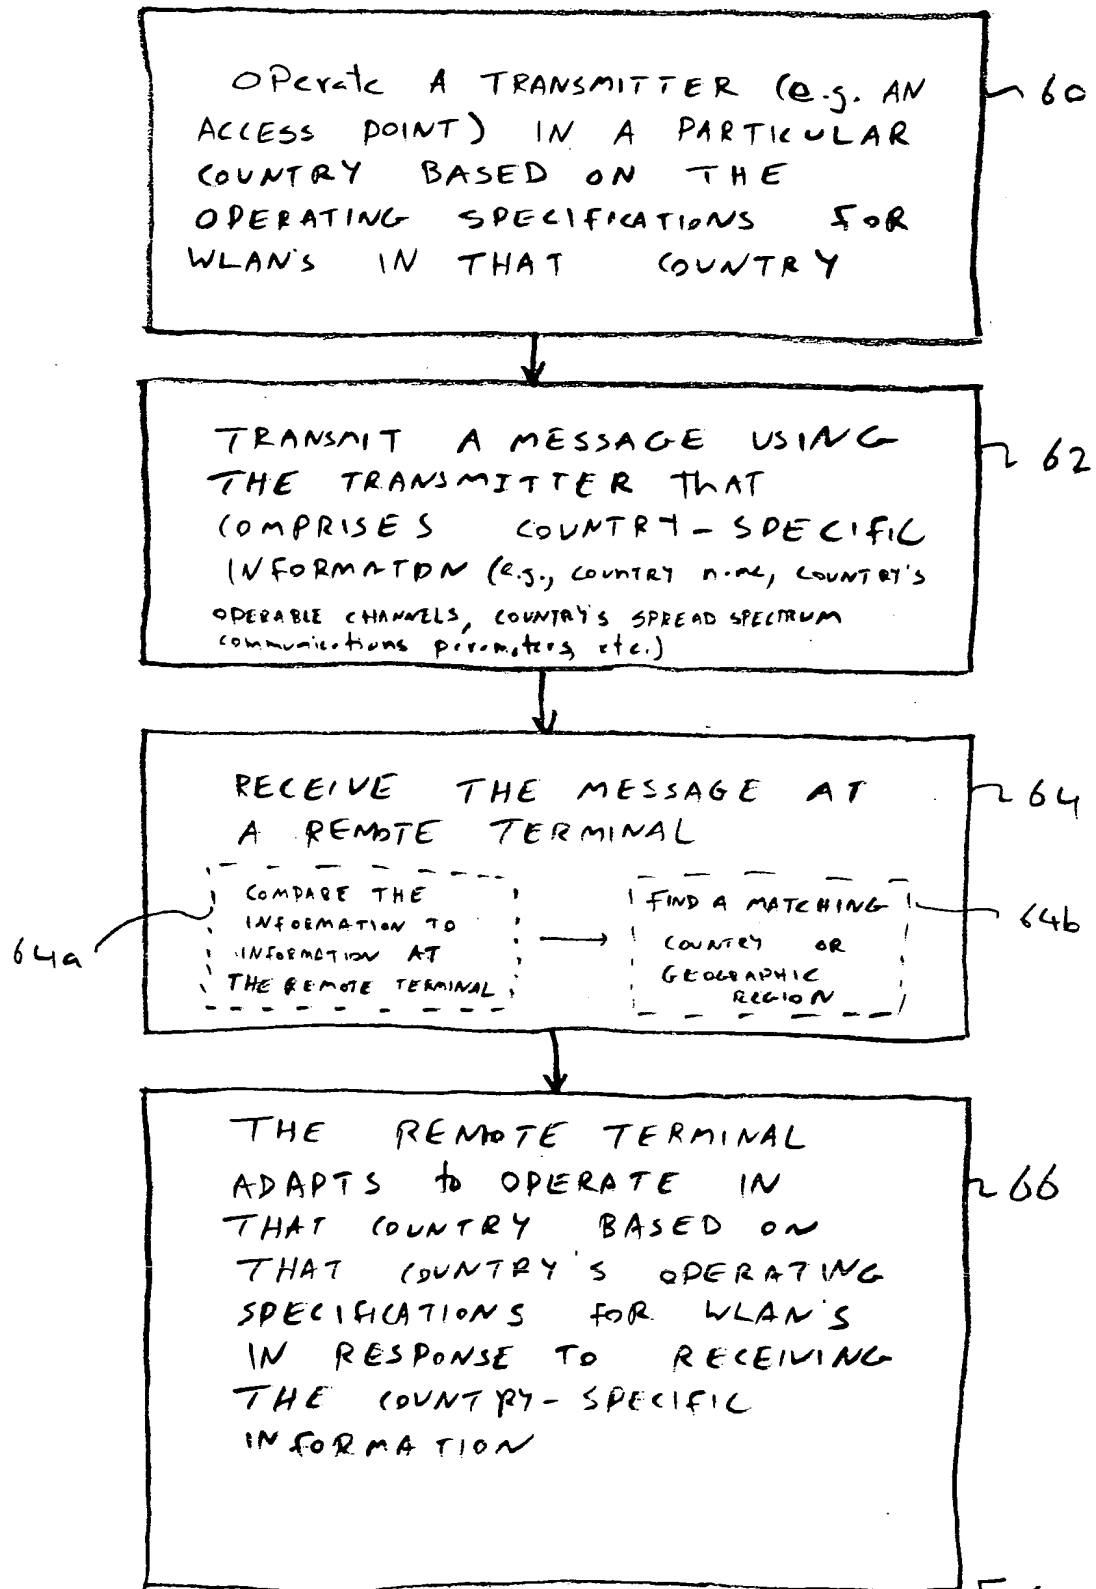 OPerate A TRANSMITTER (e.g. AN
ACCESS POINT) IN A PARTICULAR
COUNTRY BASED ON THE
OPERATING SPECIFICATIONS FOR
WLAN'S IN THAT COUNTRY
60
TRANSMIT A MESSAGE USING
THE TRANSMITTER THAT
COMPRISES COUNTRY-SPECIFIC
INFORMATION (e.g., COUNTRY name, COUNTRY'S
OPERABLE CHANNELS, COUNTRY'S SPREAD SPECTRUM
communications parameters, etc.)
62
RECEIVE THE MESSAGE AT
A REMOTE TERMINAL
64
COMPARE THE
INFORMATION TO
INFORMATION AT
THE REMOTE TERMINAL
64a
FIND A MATCHING
COUNTRY OR
GEOGRAPHIC
REGION
64b
THE REMOTE TERMINAL
ADAPTS to OPERATE IN
THAT COUNTRY BASED ON
THAT COUNTRY'S OPERATING
SPECIFICATIONS FOR WLAN'S
IN RESPONSE TO RECEIVING
THE COUNTRY-SPECIFIC
INFORMATION
66